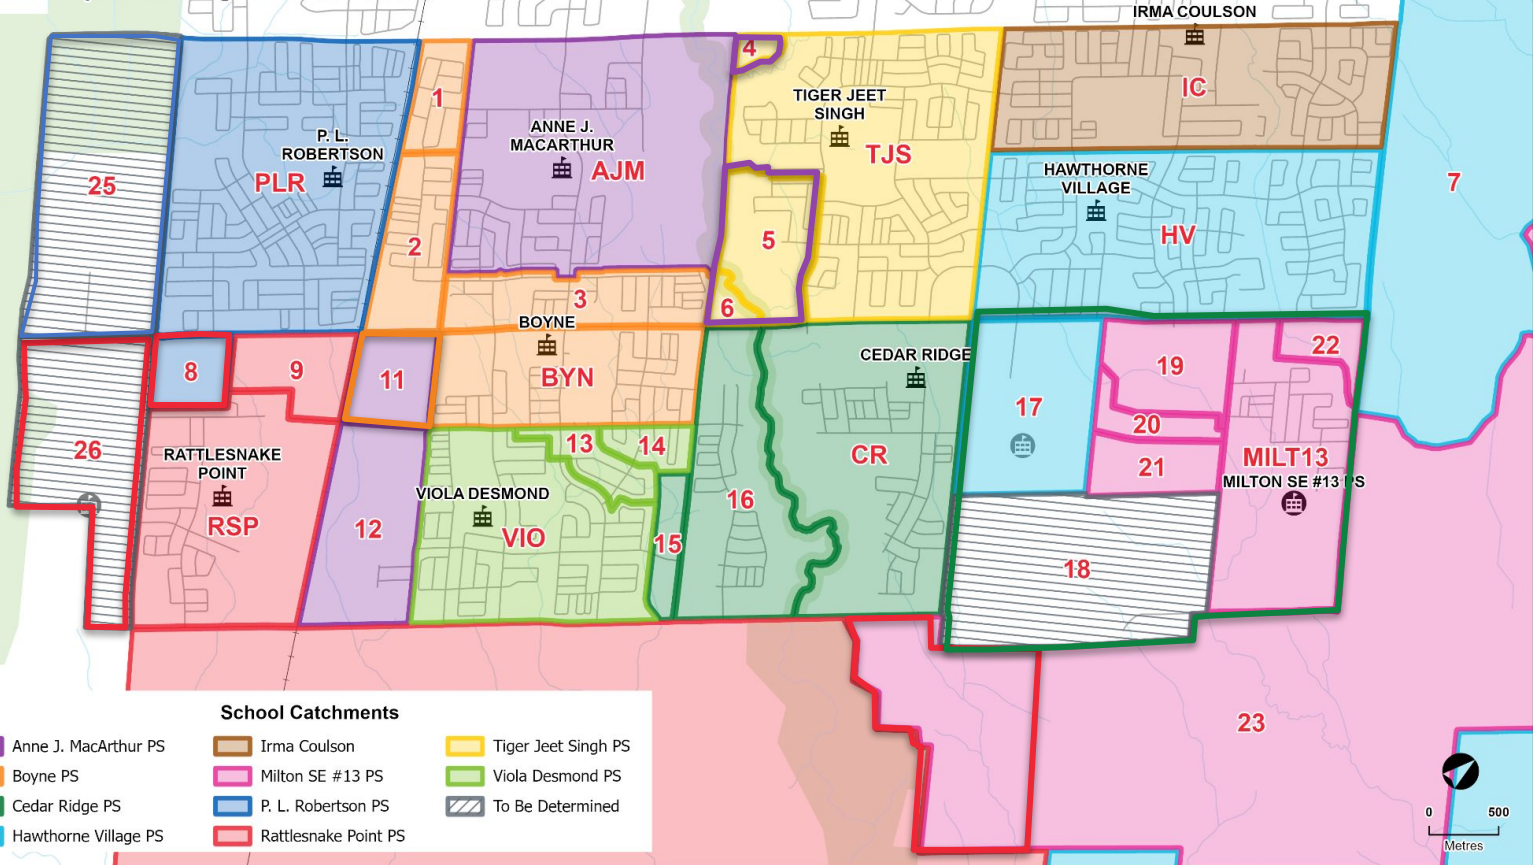 IRMA COULSON
IC
4
TIGER JEET
SINGH
TJS
1
P. L.
ROBERTSON
PLR
ANNE J.
MACARTHUR
AJM
HAWTHORNE
VILLAGE
HV
7
25
2
5
3
6
BOYNE
BYN
CEDAR RIDGE
CR
8
9
11
17
19
22
20
21
MILT13
MILTON SE #13 PS
26
RATTLESNAKE
POINT
RSP
12
VIOLA DESMOND
VIO
13
14
15
16
18
23
School Catchments
Anne J. MacArthur PS
Boyne PS
Cedar Ridge PS
Hawthorne Village PS
Irma Coulson
Milton SE #13 PS
P. L. Robertson PS
Rattlesnake Point PS
Tiger Jeet Singh PS
Viola Desmond PS
To Be Determined
0 500
Metres